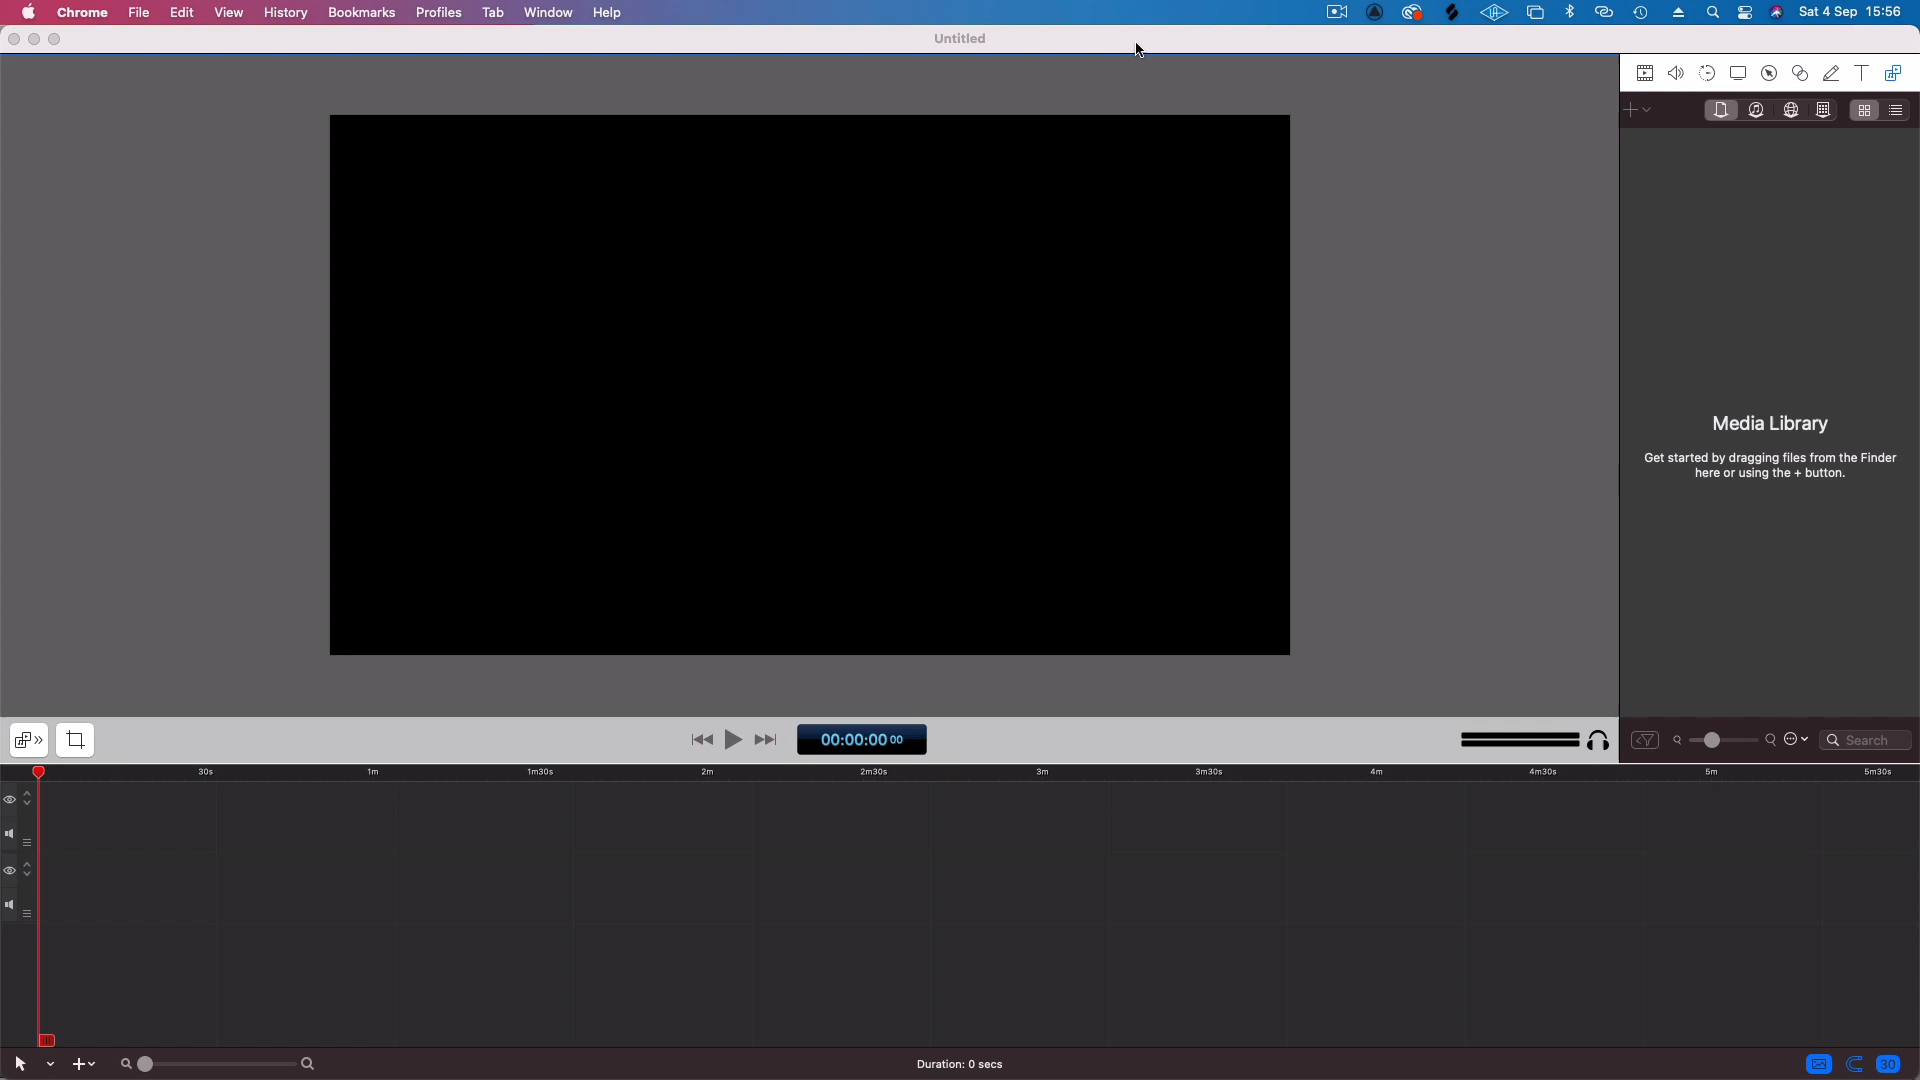 Chrome File Edit View History Bookmarks Profiles Tab Window Help Sat 4 Sep 15:56
Untitled
Media Library
Get started by dragging files from the Finder
here or using the + button.
00:00:00 00
Search
30s 1m 1m30s 2m 2m30s 3m 3m30s 4m 4m30s 5m 5m30s
Duration: 0 secs
30